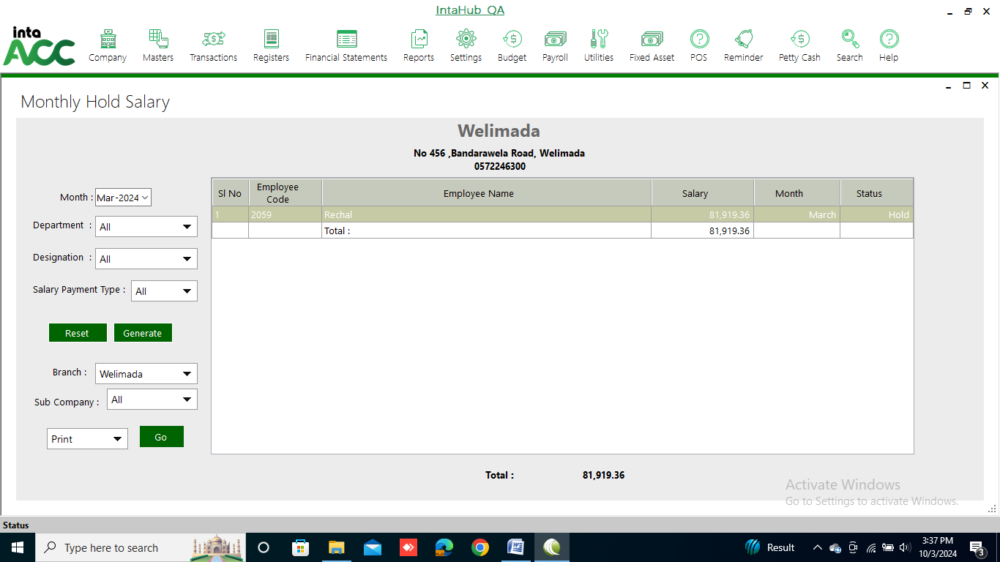 IntaHub_QA
inta
ACC
Company
Masters
Transactions
Registers
Financial Statements
Reports
Settings
Budget
Payroll
Utilities
Fixed Asset
POS
Reminder
Petty Cash
Search
Help
Monthly Hold Salary
Welimada
No 456 ,Bandarawela Road, Welimada
0572246300
Month : Mar-2024
Department : All
Designation : All
Salary Payment Type : All
Reset Generate
Branch : Welimada
Sub Company : All
Print Go
Sl No Employee Code Employee Name Salary Month Status
1 2059 Rechal 81,919.36 March Hold
Total : 81,919.36
Total : 81,919.36
Activate Windows
Go to Settings to activate Windows.
Status
Type here to search
Result
3:37 PM
10/3/2024
3